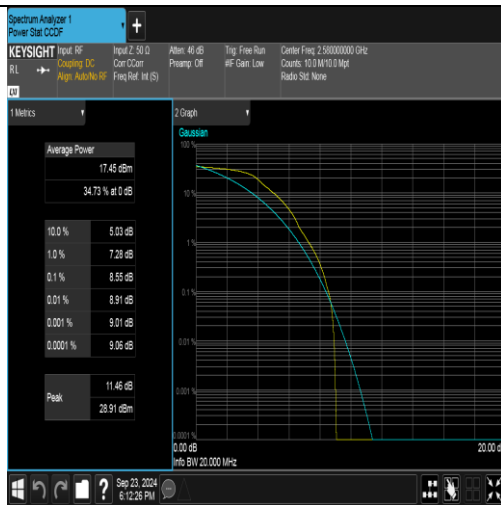 Spectrum Analyzer 1
Power Stat CCDF
+
KEYSIGHT
RL
LXI
Input: RF
Coupling: DC
Align: Auto/No RF
Input Z: 50 Ω
Corr CCorr
Freq Ref: Int (S)
Atten: 46 dB
Preamp: Off
Trig: Free Run
#IF Gain: Low
Center Freq: 2.580000000 GHz
Counts: 10.0 M/10.0 Mpt
Radio Std: None
1 Metrics
Average Power
17.45 dBm
34.73 % at 0 dB
10.0 % 5.03 dB
1.0 % 7.28 dB
0.1 % 8.55 dB
0.01 % 8.91 dB
0.001 % 9.01 dB
0.0001 % 9.06 dB
Peak
11.46 dB
28.91 dBm
2 Graph
Gaussian
100 %
10 %
1 %
0.1 %
0.01 %
0.001 %
0.0001 %
0.00 dB
20.00 d
Info BW 20.000 MHz
?
Sep 23, 2024
6:12:26 PM